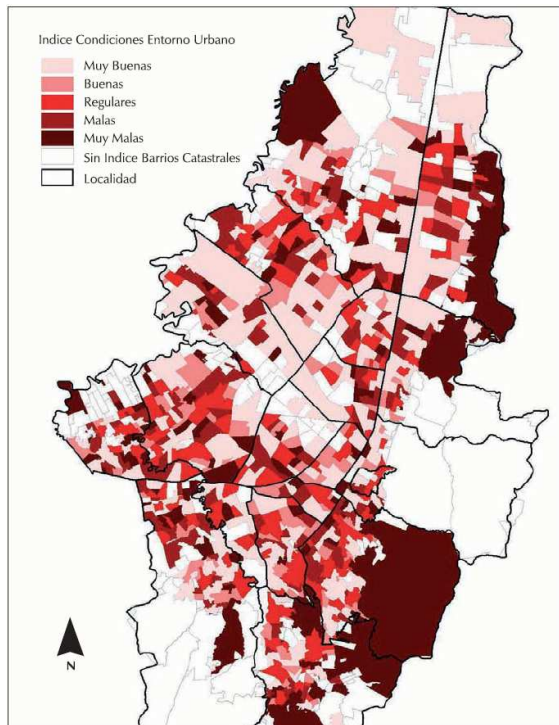 Indice Condiciones Entorno Urbano
Muy Buenas
Buenas
Regulares
Malas
Muy Malas
Sin Indice Barrios Catastrales
Localidad
N